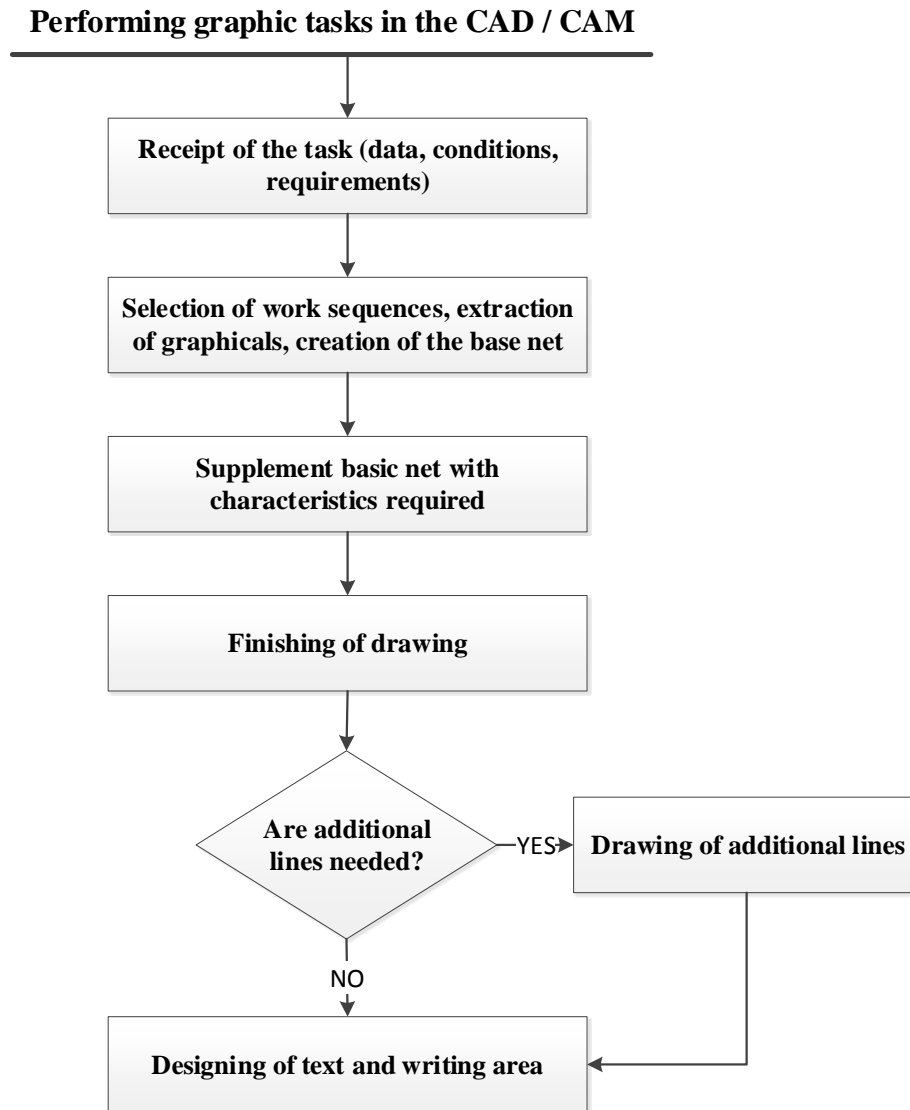 Performing graphic tasks in the CAD / CAM
Receipt of the task (data, conditions,
requirements)
Selection of work sequences, extraction
of graphicals, creation of the base net
Supplement basic net with
characteristics required
Finishing of drawing
Are additional
lines needed?
YES
Drawing of additional lines
NO
Designing of text and writing area